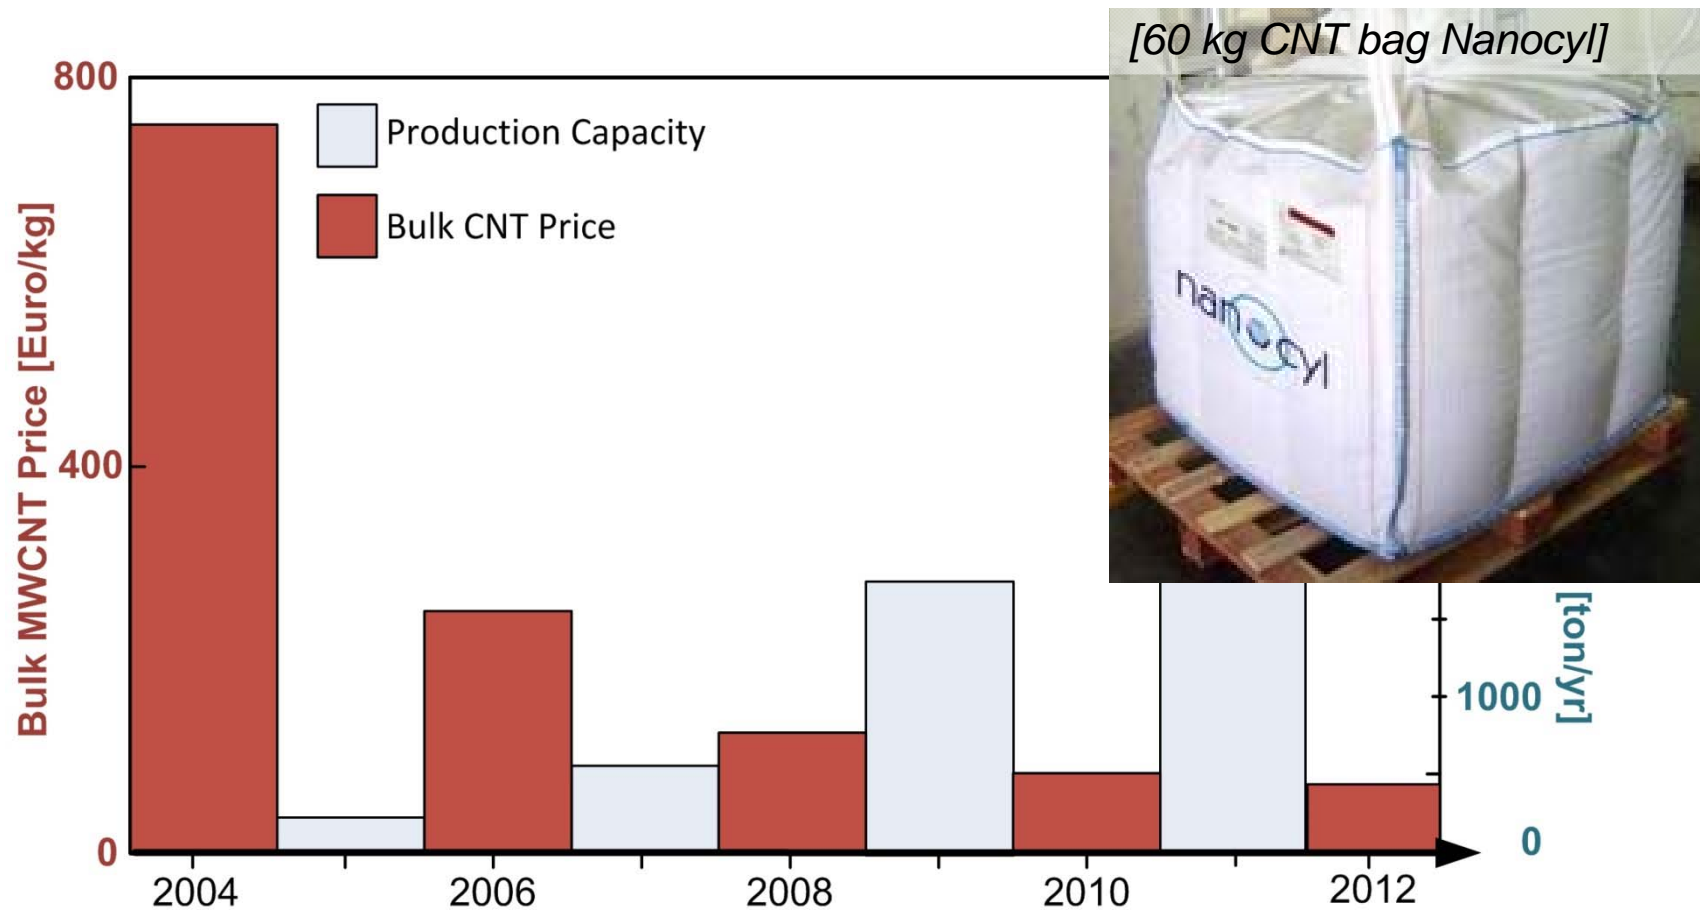 [60 kg CNT bag Nanocyl]
800
Production Capacity
Bulk CNT Price
nanocyl
Bulk MWCNT Price [Euro/kg]
400
[ton/yr]
1000
0
0
2004
2006
2008
2010
2012